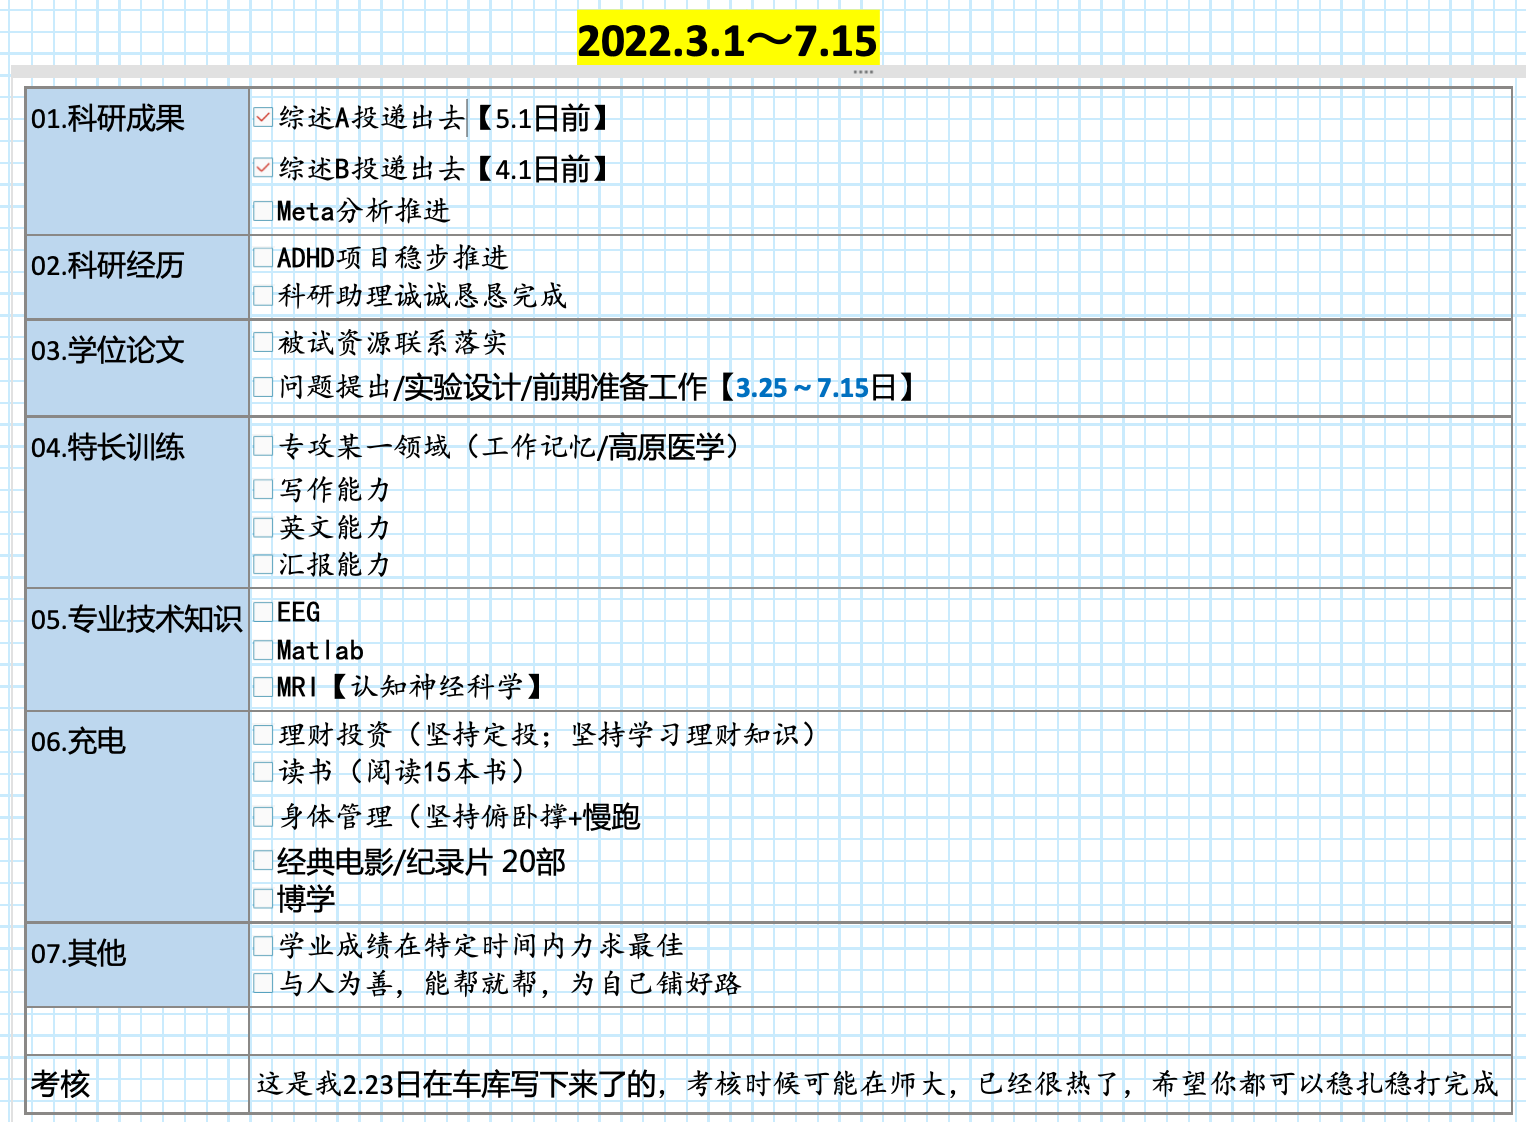 2022.3.1～7.15
01.科研成果
综述A投递出去【5.1日前】
综述B投递出去【4.1日前】
Meta分析推进
02.科研经历
ADHD项目稳步推进
科研助理诚诚恳恳完成
03.学位论文
被试资源联系落实
问题提出/实验设计/前期准备工作【3.25～7.15日】
04.特长训练
专攻某一领域（工作记忆/高原医学）
写作能力
英文能力
汇报能力
05.专业技术知识
EEG
Matlab
MRI【认知神经科学】
06.充电
理财投资（坚持定投；坚持学习理财知识）
读书（阅读15本书）
身体管理（坚持俯卧撑+慢跑
经典电影/纪录片 20部
博学
07.其他
学业成绩在特定时间内力求最佳
与人为善，能帮就帮，为自己铺好路
考核
这是我2.23日在车库写下来了的，考核时候可能在师大，已经很热了，希望你都可以稳扎稳打完成